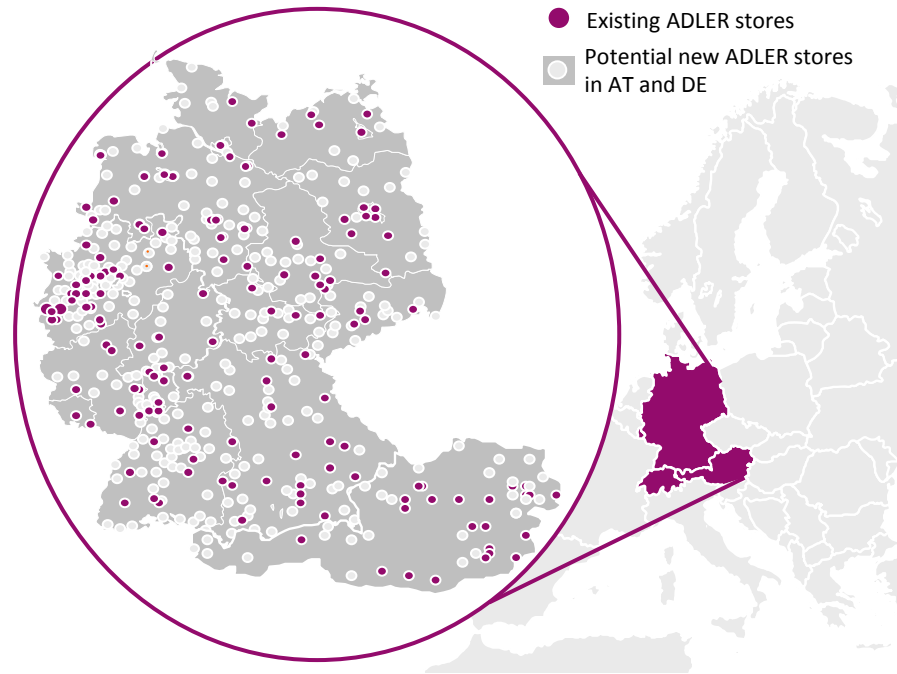 Existing ADLER stores
Potential new ADLER stores
in AT and DE